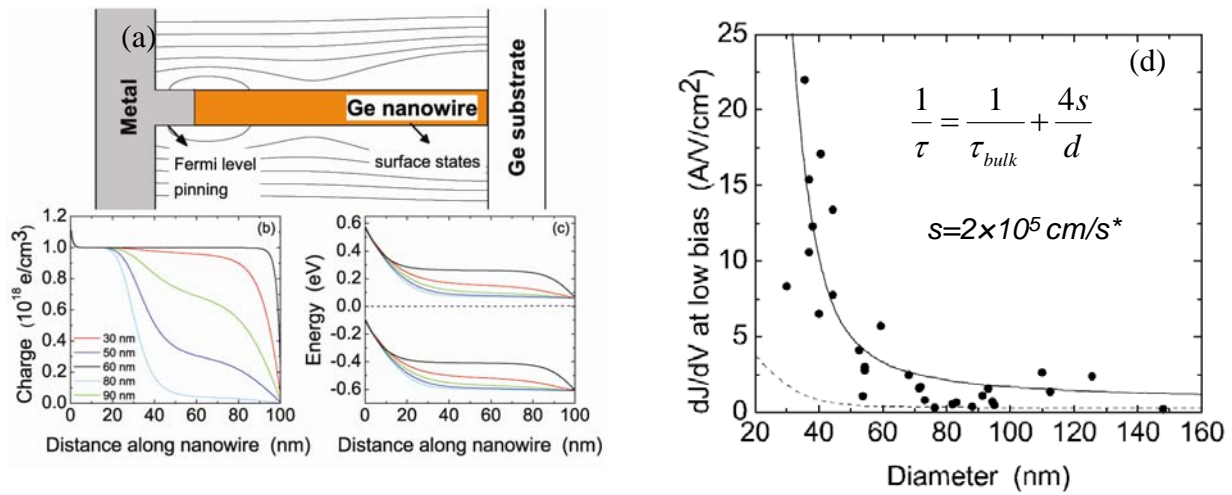 (a)
Metal
Ge nanowire
Ge substrate
Fermi level
pinning
surface states
(b)
Charge (10^18 e/cm^3)
1.2
1.0
0.8
0.6
0.4
0.2
0.0
30 nm
50 nm
60 nm
80 nm
90 nm
0 20 40 60 80 100
Distance along nanowire (nm)
(c)
Energy (eV)
0.6
0.4
0.2
0.0
-0.2
-0.4
-0.6
0 20 40 60 80 100
Distance along nanowire (nm)
(d)
dJ/dV at low bias (A/V/cm2)
25
20
15
10
5
0
1/τ = 1/τ_bulk + 4s/d
s=2×10^5 cm/s*
20 40 60 80 100 120 140 160
Diameter (nm)